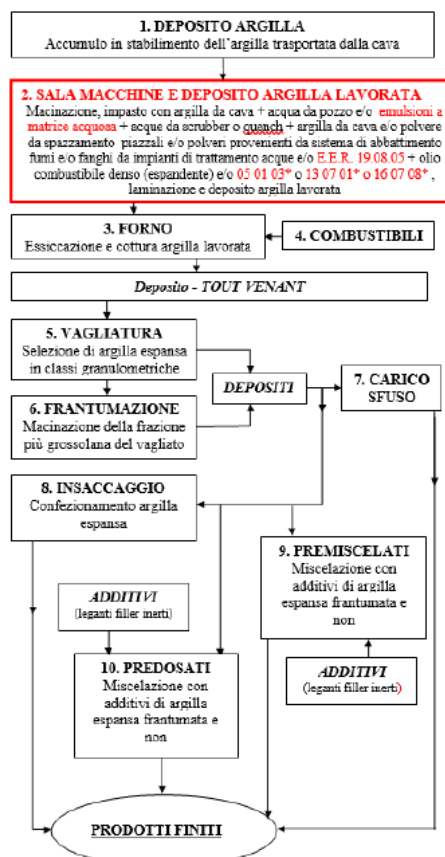 1. DEPOSITO ARGILLA
Accumulo in stabilimento dell'argilla trasportata dalla cava
2. SALA MACCHINE E DEPOSITO ARGILLA LAVORATA
Macinazione, impasto con argilla da cava + acqua da pozzo e/o emulsioni a
matrice acquosa + acque da scrubber o quench + argilla da cava e/o polvere
da spazzamento piazzali e/o polveri provenienti da sistema di abbattimento
fumi e/o fanghi da impianti di trattamento acque e/o E.E.R. 19.08.05 + olio
combustibile denso (espandente) e/o 05 01 03* o 13 07 01* o 16 07 08* ,
laminazione e deposito argilla lavorata
3. FORNO
Essiccazione e cottura argilla lavorata
4. COMBUSTIBILI
Deposito - TOUT VENANT
5. VAGLIATURA
Selezione di argilla espansa
in classi granulometriche
DEPOSITI
7. CARICO
SFUSO
6. FRANTUMAZIONE
Macinazione della frazione
più grossolana del vagliato
8. INSACCAGGIO
Confezionamento argilla
espansa
9. PREMISCELATI
Miscelazione con
additivi di argilla
espansa frantumata e
non
ADDITIVI
(leganti filler inerti)
10. PREDOSATI
Miscelazione con
additivi di argilla
espansa frantumata e
non
ADDITIVI
(leganti filler inerti)
PRODOTTI FINITI